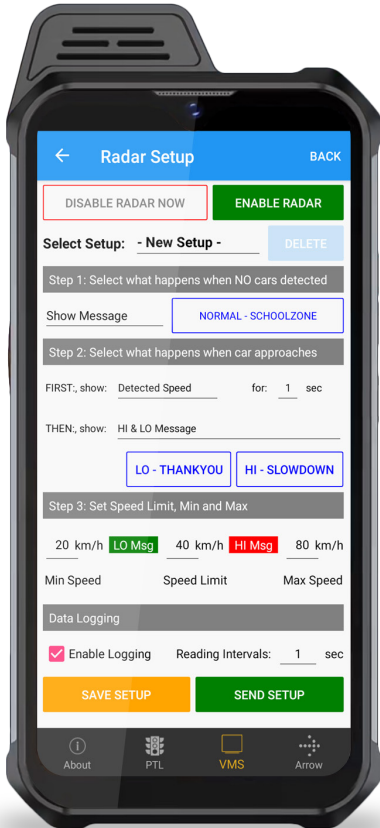 Radar Setup BACK
DISABLE RADAR NOW ENABLE RADAR
Select Setup: - New Setup - DELETE
Step 1: Select what happens when NO cars detected
Show Message NORMAL - SCHOOLZONE
Step 2: Select what happens when car approaches
FIRST:, show: Detected Speed for: 1 sec
THEN:, show: HI & LO Message
LO - THANKYOU HI - SLOWDOWN
Step 3: Set Speed Limit, Min and Max
20 km/h LO Msg 40 km/h HI Msg 80 km/h
Min Speed Speed Limit Max Speed
Data Logging
Enable Logging Reading Intervals: 1 sec
SAVE SETUP SEND SETUP
About PTL VMS Arrow